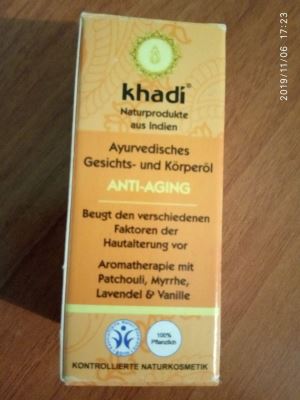 2019/11/06 17:23
khadi®
Naturprodukte
aus Indien
Ayurvedisches
Gesichts- und Körperöl
ANTI-AGING
Beugt den verschiedenen
Faktoren der
Hautalterung vor
Aromatherapie mit
Patchouli, Myrrhe,
Lavendel & Vanille
100%
Pflanzlich
KONTROLLIERTE NATURKOSMETIK